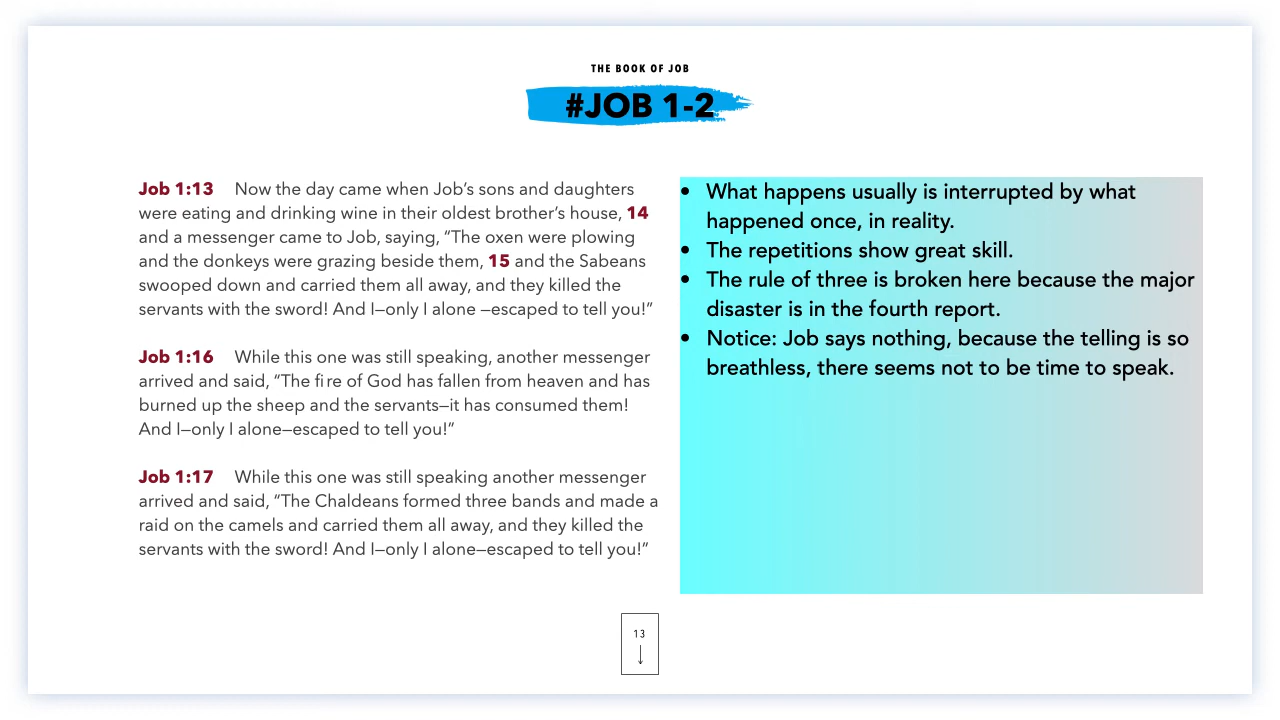 THE BOOK OF JOB
#JOB 1-2
Job 1:13 Now the day came when Job’s sons and daughters
were eating and drinking wine in their oldest brother’s house, 14
and a messenger came to Job, saying, “The oxen were plowing
and the donkeys were grazing beside them, 15 and the Sabeans
swooped down and carried them all away, and they killed the
servants with the sword! And I—only I alone —escaped to tell you!”
Job 1:16 While this one was still speaking, another messenger
arrived and said, “The fire of God has fallen from heaven and has
burned up the sheep and the servants—it has consumed them!
And I—only I alone—escaped to tell you!”
Job 1:17 While this one was still speaking another messenger
arrived and said, “The Chaldeans formed three bands and made a
raid on the camels and carried them all away, and they killed the
servants with the sword! And I—only I alone—escaped to tell you!”
• What happens usually is interrupted by what
happened once, in reality.
• The repetitions show great skill.
• The rule of three is broken here because the major
disaster is in the fourth report.
• Notice: Job says nothing, because the telling is so
breathless, there seems not to be time to speak.
13